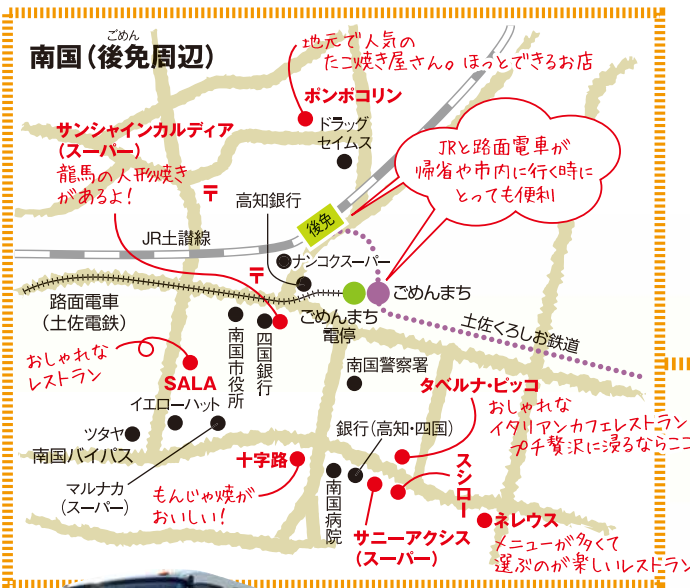 ごめん
南国（後免周辺）
地元で人気の
たこ焼き屋さん。ほっとできるお店
ポンポコリン
ドラッグ
セイムス
サンシャインカルディア
（スーパー）
龍馬の人形焼き
があるよ！
〒
JRと路面電車が
帰省や市内に行く時に
とっても便利
高知銀行
後免
JR土讃線
ナンコクスーパー
〒
路面電車
（土佐電鉄）
ごめんまち
ごめんまち
電停
土佐くろしお鉄道
南国市役所
四国銀行
おしゃれな
レストラン
SALA
南国警察署
タベルナ・ピッコ
おしゃれな
イタリアンカフェレストラン
プチ贅沢に浸るならここ
イエローハット
ツタヤ
南国バイパス
マルナカ
（スーパー）
銀行（高知・四国）
十字路
もんじゃ焼が
おいしい！
南国病院
スシロー
サニーアクシス
（スーパー）
ネレウス
メニューが多くて
選ぶのが楽しいレストラン